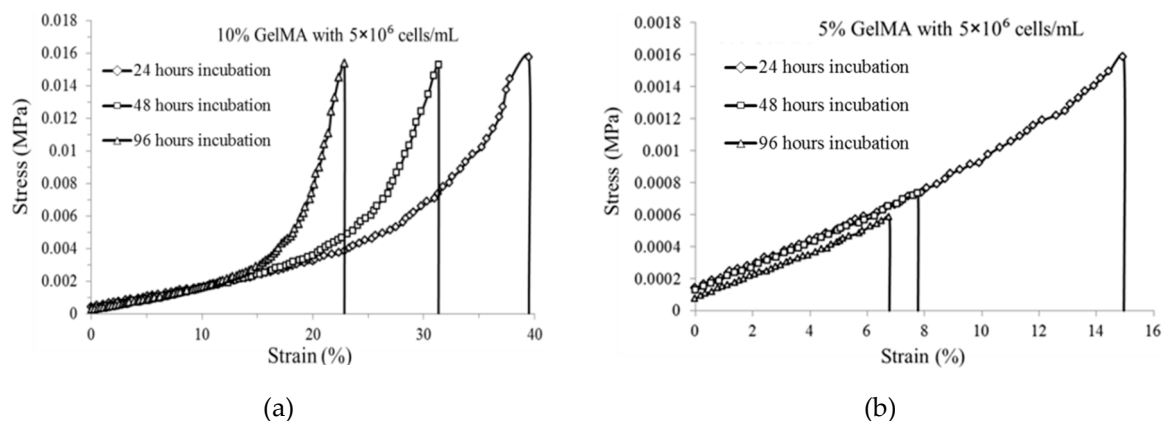 0.018
0.016
0.014
0.012
0.01
0.008
0.006
0.004
0.002
0
Stress (MPa)
10% GelMA with 5×10⁶ cells/mL
24 hours incubation
48 hours incubation
96 hours incubation
0 10 20 30 40
Strain (%)
(a)
0.0018
0.0016
0.0014
0.0012
0.001
0.0008
0.0006
0.0004
0.0002
0
Stress (MPa)
5% GelMA with 5×10⁶ cells/mL
24 hours incubation
48 hours incubation
96 hours incubation
0 2 4 6 8 10 12 14 16
Strain (%)
(b)